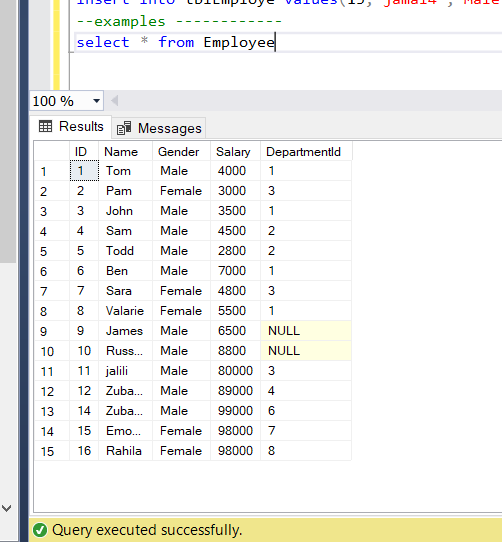 insert into tblEmploye values(15, 'jamal4', 'Male
--examples ------------
select * from Employee
100 %
Results Messages
ID Name Gender Salary DepartmentId
1 1 Tom Male 4000 1
2 2 Pam Female 3000 3
3 3 John Male 3500 1
4 4 Sam Male 4500 2
5 5 Todd Male 2800 2
6 6 Ben Male 7000 1
7 7 Sara Female 4800 3
8 8 Valarie Female 5500 1
9 9 James Male 6500 NULL
10 10 Russ... Male 8800 NULL
11 11 jalili Male 80000 3
12 12 Zuba... Male 89000 4
13 14 Zuba... Male 99000 6
14 15 Emo... Female 98000 7
15 16 Rahila Female 98000 8
Query executed successfully.